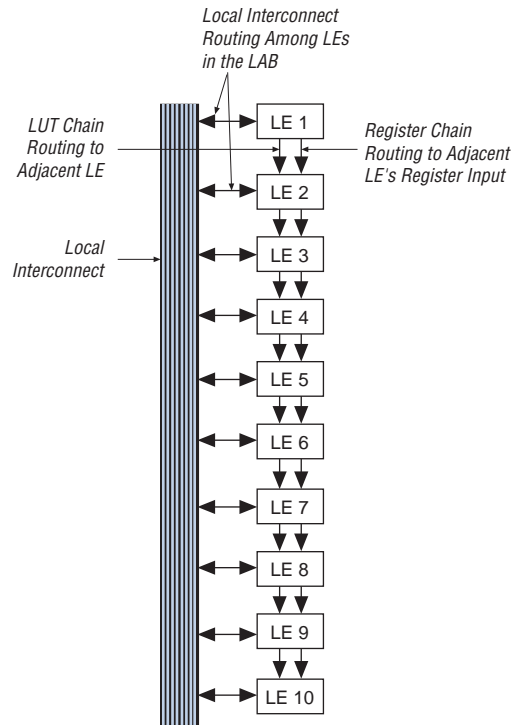 Local Interconnect
Routing Among LEs
in the LAB
LUT Chain
Routing to
Adjacent LE
Register Chain
Routing to Adjacent
LE's Register Input
Local
Interconnect
LE 1
LE 2
LE 3
LE 4
LE 5
LE 6
LE 7
LE 8
LE 9
LE 10